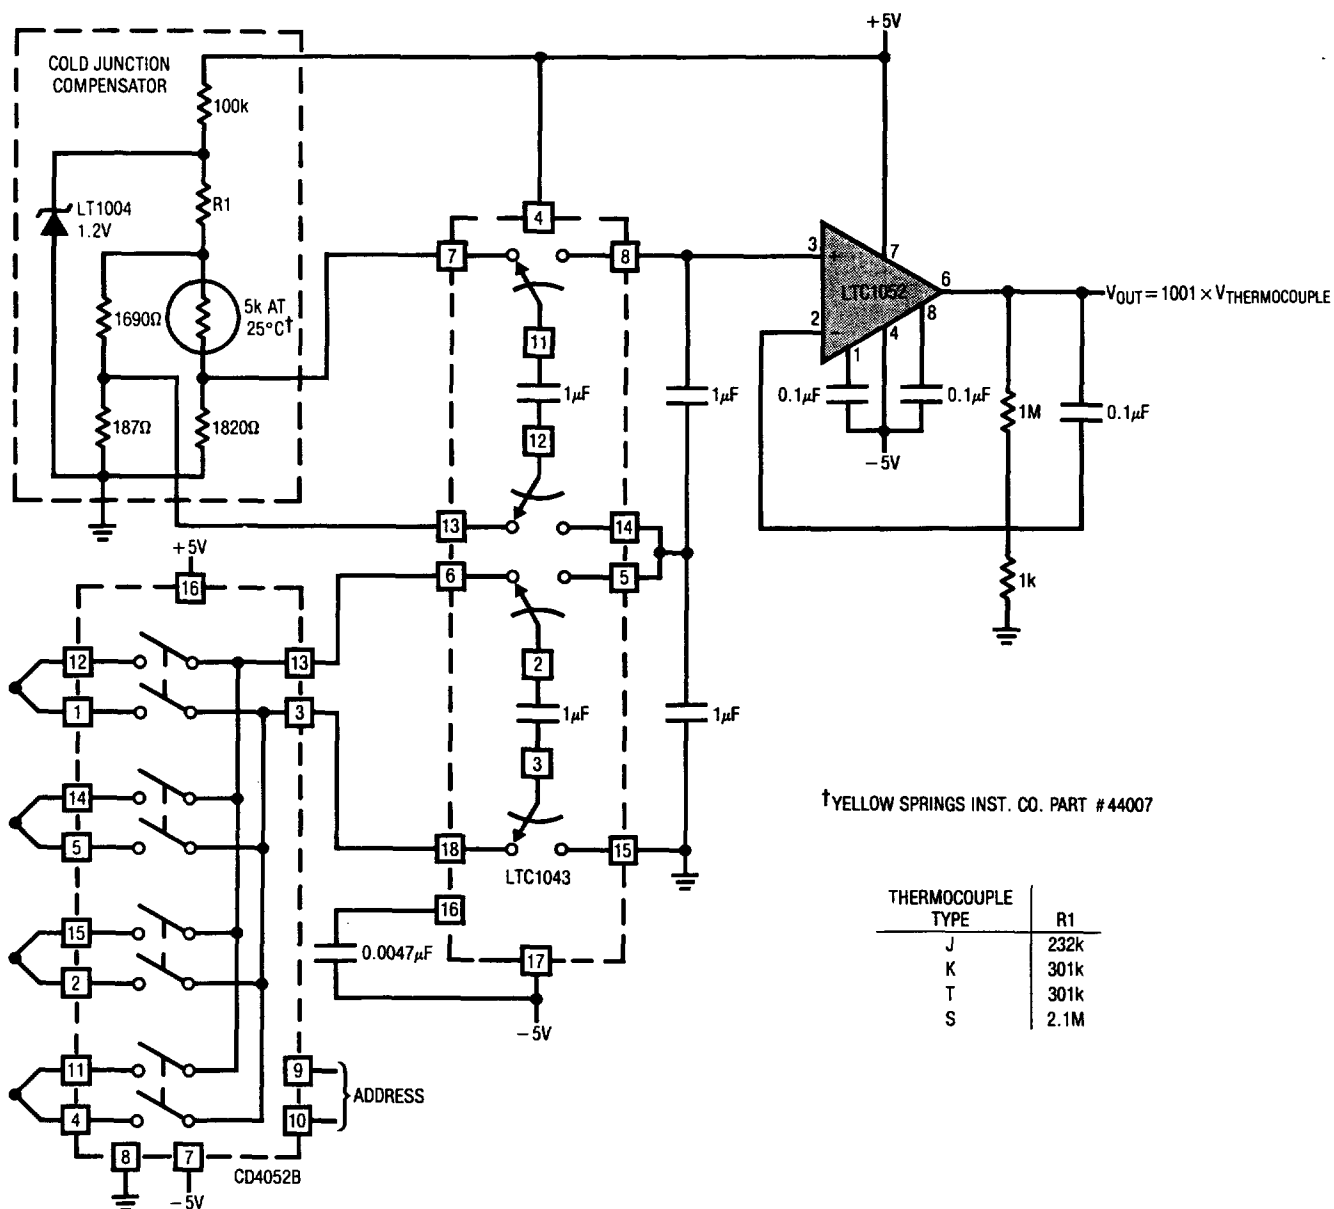 +5V
COLD JUNCTION
COMPENSATOR
100k
LT1004
1.2V
R1
1690Ω
5k AT
25°C†
187Ω
1820Ω
4
7
8
11
1μF
12
13
14
6
5
2
1μF
3
18
15
LTC1043
16
0.0047μF
17
−5V
1μF
1μF
3
+
7
LTC1052
6
2
−
8
4
1
0.1μF
0.1μF
−5V
VOUT = 1001 × VTHERMOCOUPLE
1M
0.1μF
1k
+5V
16
12
13
1
3
14
5
15
2
11
9
ADDRESS
4
10
8
7
CD4052B
−5V
†YELLOW SPRINGS INST. CO. PART #44007
THERMOCOUPLE
TYPE R1
J 232k
K 301k
T 301k
S 2.1M